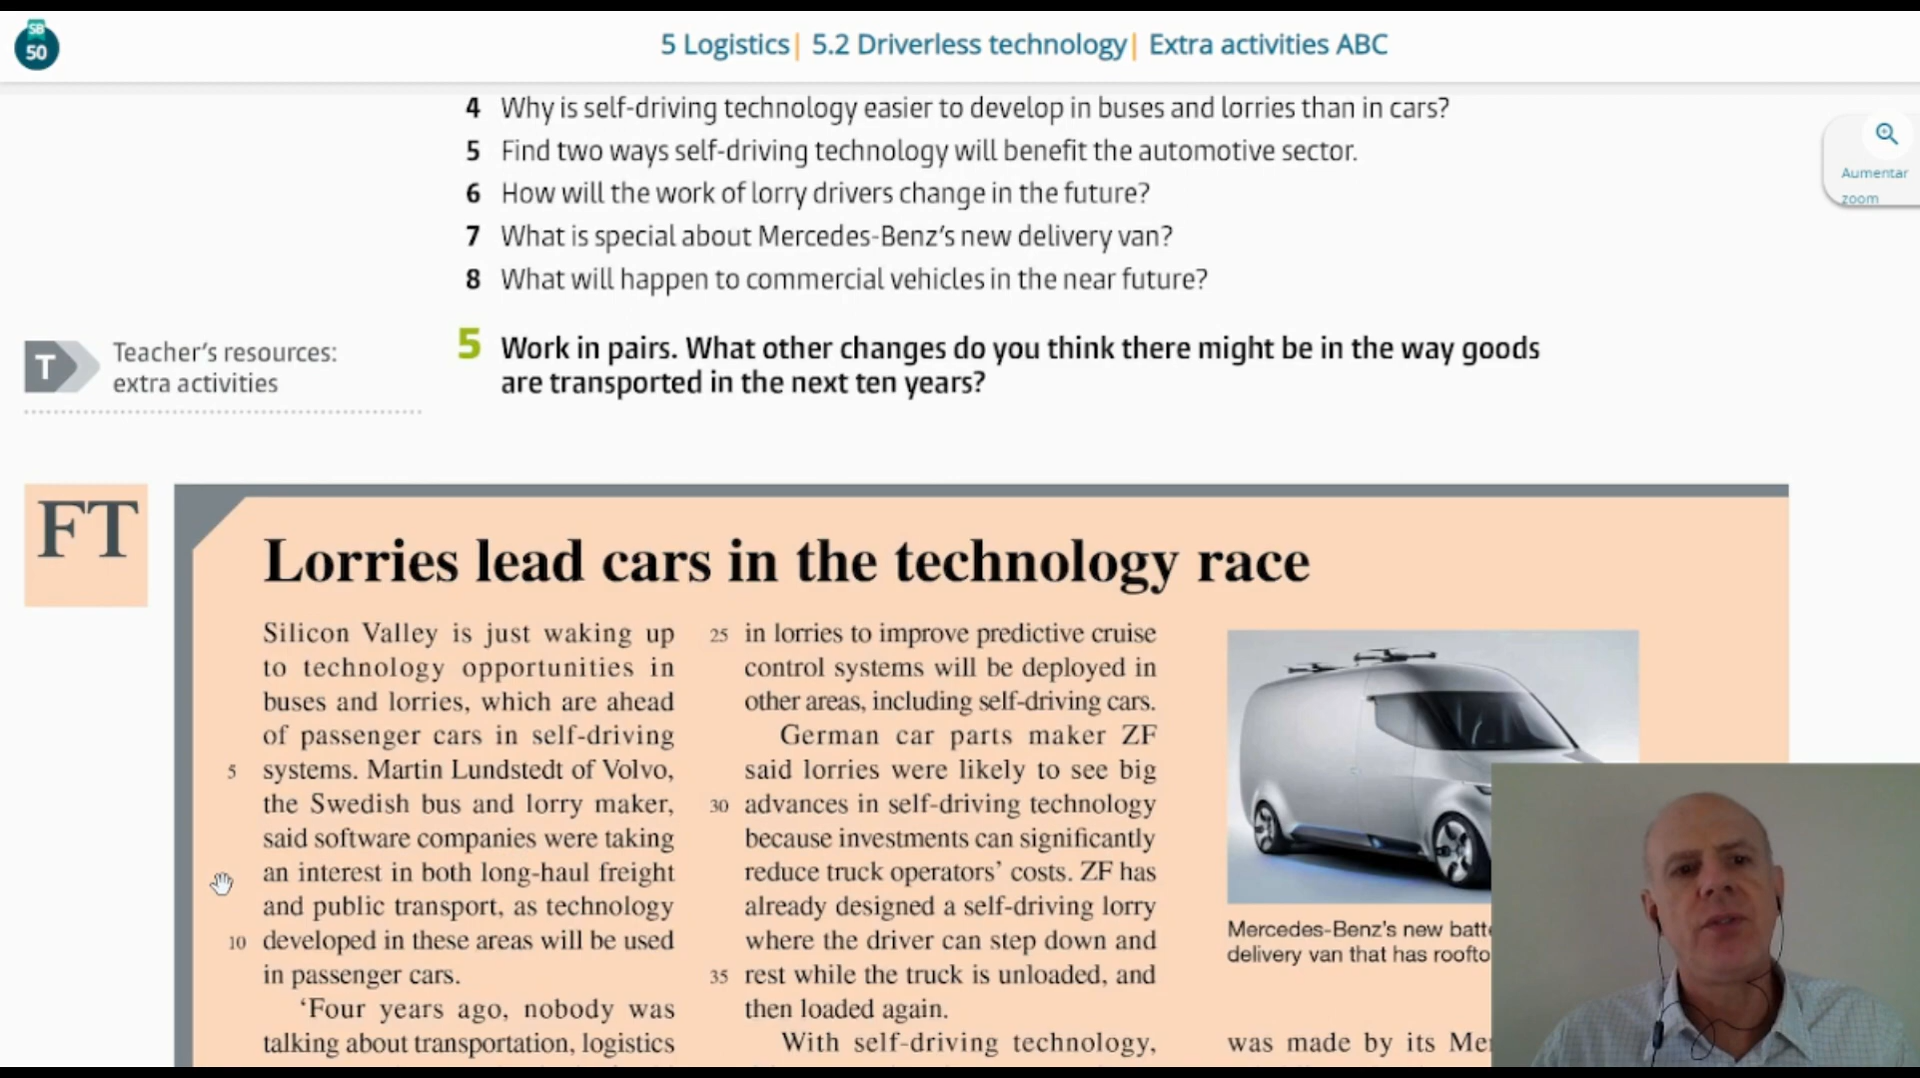 SB
50
5 Logistics| 5.2 Driverless technology| Extra activities ABC
Aumentar
zoom
4 Why is self-driving technology easier to develop in buses and lorries than in cars?
5 Find two ways self-driving technology will benefit the automotive sector.
6 How will the work of lorry drivers change in the future?
7 What is special about Mercedes-Benz's new delivery van?
8 What will happen to commercial vehicles in the near future?
T
Teacher's resources:
extra activities
5 Work in pairs. What other changes do you think there might be in the way goods
are transported in the next ten years?
FT
Lorries lead cars in the technology race
Silicon Valley is just waking up
to technology opportunities in
buses and lorries, which are ahead
of passenger cars in self-driving
5 systems. Martin Lundstedt of Volvo,
the Swedish bus and lorry maker,
said software companies were taking
an interest in both long-haul freight
and public transport, as technology
10 developed in these areas will be used
in passenger cars.
'Four years ago, nobody was
talking about transportation, logistics
25 in lorries to improve predictive cruise
control systems will be deployed in
other areas, including self-driving cars.
German car parts maker ZF
said lorries were likely to see big
30 advances in self-driving technology
because investments can significantly
reduce truck operators' costs. ZF has
already designed a self-driving lorry
where the driver can step down and
35 rest while the truck is unloaded, and
then loaded again.
With self-driving technology,
Mercedes-Benz's new batt
delivery van that has roofto
was made by its Me